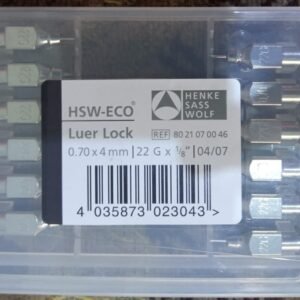 HSW-ECO®
Luer Lock
HENKE
SASS
WOLF
REF 80 21 07 00 46
0.70 x 4 mm | 22 G x 1/8" | 04/07
4 035873 023043 >